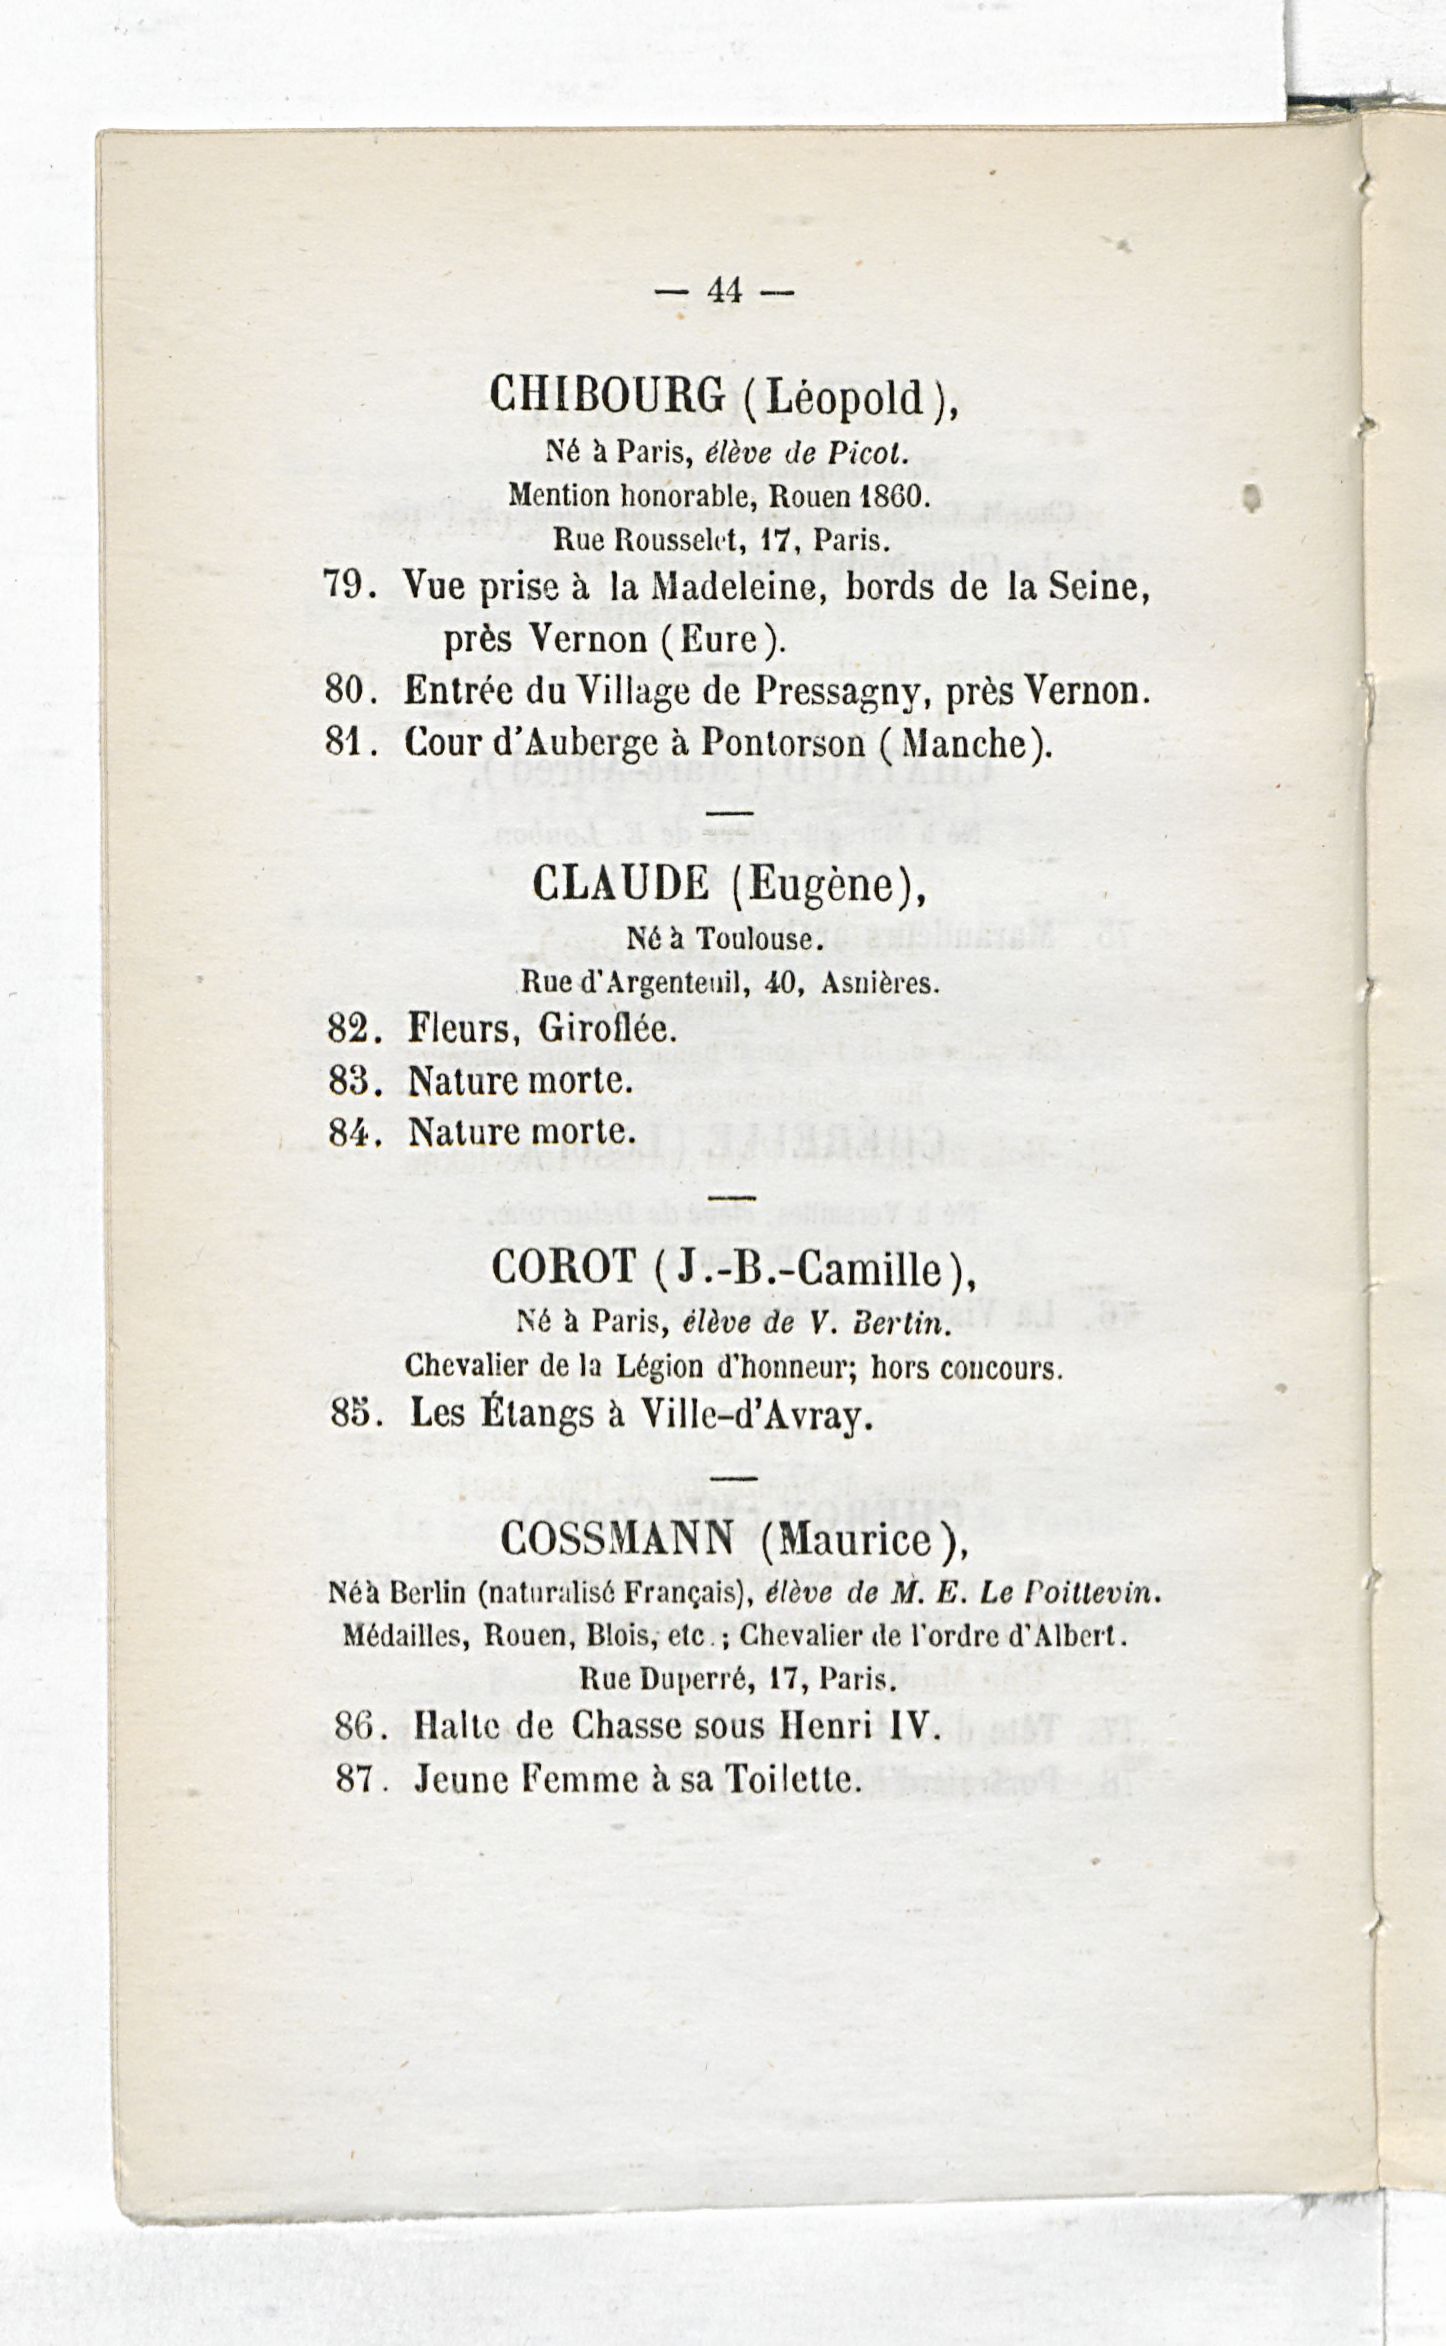 — 44 —
CHIBOURG (Léopold),
Né à Paris, élève de Picot.
Mention honorable, Rouen 1860.
Rue Rousselet, 17, Paris.
79. Vue prise à la Madeleine, bords de la Seine,
près Vernon (Eure).
80. Entrée du Village de Pressagny, près Vernon.
81. Cour d'Auberge à Pontorson (Manche).
CLAUDE (Eugène),
Né à Toulouse.
Rue d'Argenteuil, 40, Asnières.
82. Fleurs, Giroflée.
83. Nature morte.
84. Nature morte.
COROT (J.-B.-Camille),
Né à Paris, élève de V. Bertin.
Chevalier de la Légion d'honneur; hors concours.
85. Les Étangs à Ville-d'Avray.
COSSMANN (Maurice),
Né à Berlin (naturalisé Français), élève de M. E. Le Poittevin.
Médailles, Rouen, Blois, etc.; Chevalier de l'ordre d'Albert.
Rue Duperré, 17, Paris.
86. Halte de Chasse sous Henri IV.
87. Jeune Femme à sa Toilette.